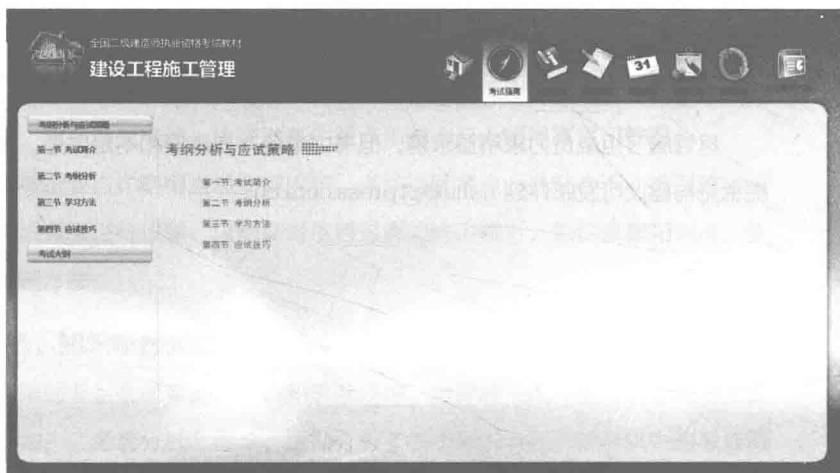 全国二级建造师执业资格考试教材
建设工程施工管理
31
考试指南
考纲分析与应试策略
第一节 考试简介
第二节 考纲分析
第三节 学习方法
第四节 应试技巧
考试大纲
考纲分析与应试策略
第一节 考试简介
第二节 考纲分析
第三节 学习方法
第四节 应试技巧